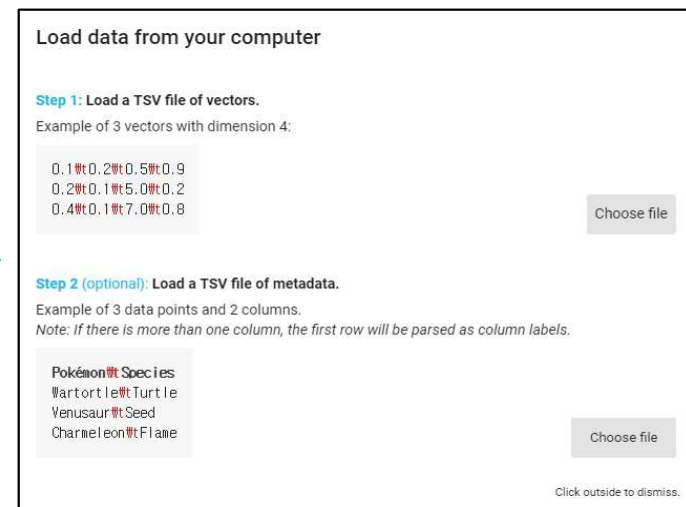 Load data from your computer
Step 1: Load a TSV file of vectors.
Example of 3 vectors with dimension 4:
0.1₩t0.2₩t0.5₩t0.9
0.2₩t0.1₩t5.0₩t0.2
0.4₩t0.1₩t7.0₩t0.8
Choose file
Step 2 (optional): Load a TSV file of metadata.
Example of 3 data points and 2 columns.
Note: If there is more than one column, the first row will be parsed as column labels.
Pokémon₩tSpecies
Wartortle₩tTurtle
Venusaur₩tSeed
Charmeleon₩tFlame
Choose file
Click outside to dismiss.